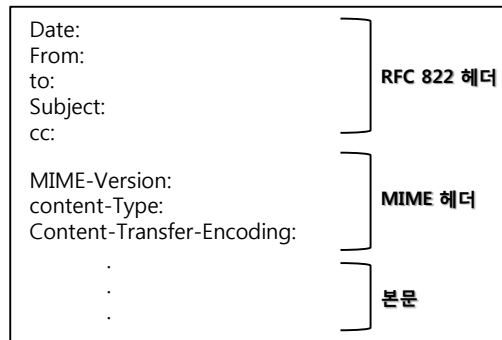 Date:
From:
to:
Subject:
cc:
RFC 822 헤더
MIME-Version:
content-Type:
Content-Transfer-Encoding:
MIME 헤더
.
.
.
본문